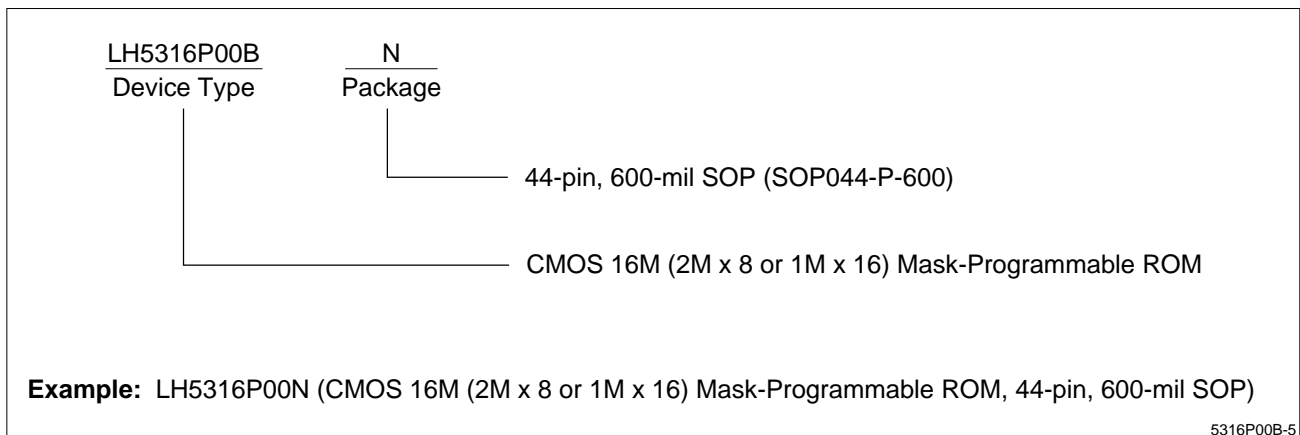 LH5316P00B N
Device Type Package
44-pin, 600-mil SOP (SOP044-P-600)
CMOS 16M (2M x 8 or 1M x 16) Mask-Programmable ROM
Example: LH5316P00N (CMOS 16M (2M x 8 or 1M x 16) Mask-Programmable ROM, 44-pin, 600-mil SOP)
5316P00B-5